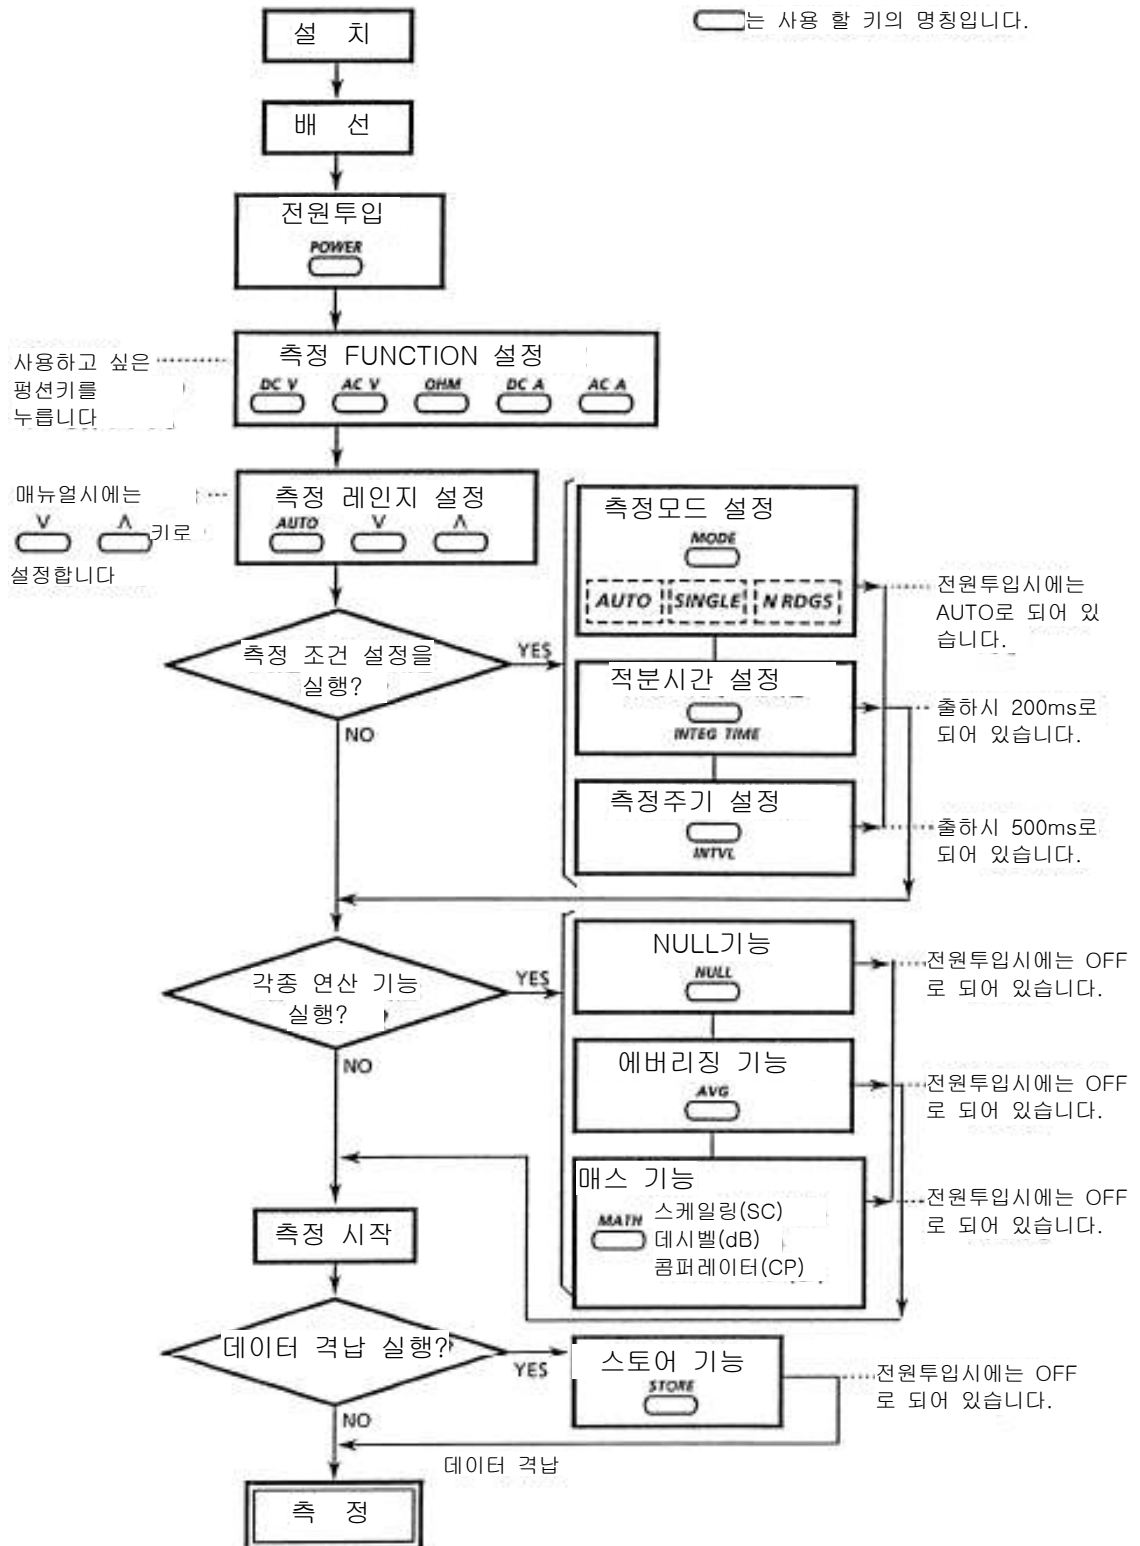 는 사용 할 키의 명칭입니다.
설 치
배 선
전원투입
POWER
사용하고 싶은
펑션키를
누릅니다
측정 FUNCTION 설정
DC V AC V OHM DC A AC A
매뉴얼시에는
∨ ∧ 키로
설정합니다
측정 레인지 설정
AUTO ∨ ∧
측정 조건 설정을
실행?
YES
NO
측정모드 설정
MODE
AUTO SINGLE N RDGS
전원투입시에는
AUTO로 되어 있
습니다.
적분시간 설정
INTEG TIME
출하시 200ms로
되어 있습니다.
측정주기 설정
INTVL
출하시 500ms로
되어 있습니다.
각종 연산 기능
실행?
YES
NO
NULL기능
NULL
전원투입시에는 OFF
로 되어 있습니다.
에버리징 기능
AVG
전원투입시에는 OFF
로 되어 있습니다.
매스 기능
MATH
스케일링(SC)
데시벨(dB)
콤퍼레이터(CP)
전원투입시에는 OFF
로 되어 있습니다.
측정 시작
데이터 격납 실행?
YES
NO
스토어 기능
STORE
전원투입시에는 OFF
로 되어 있습니다.
데이터 격납
측 정